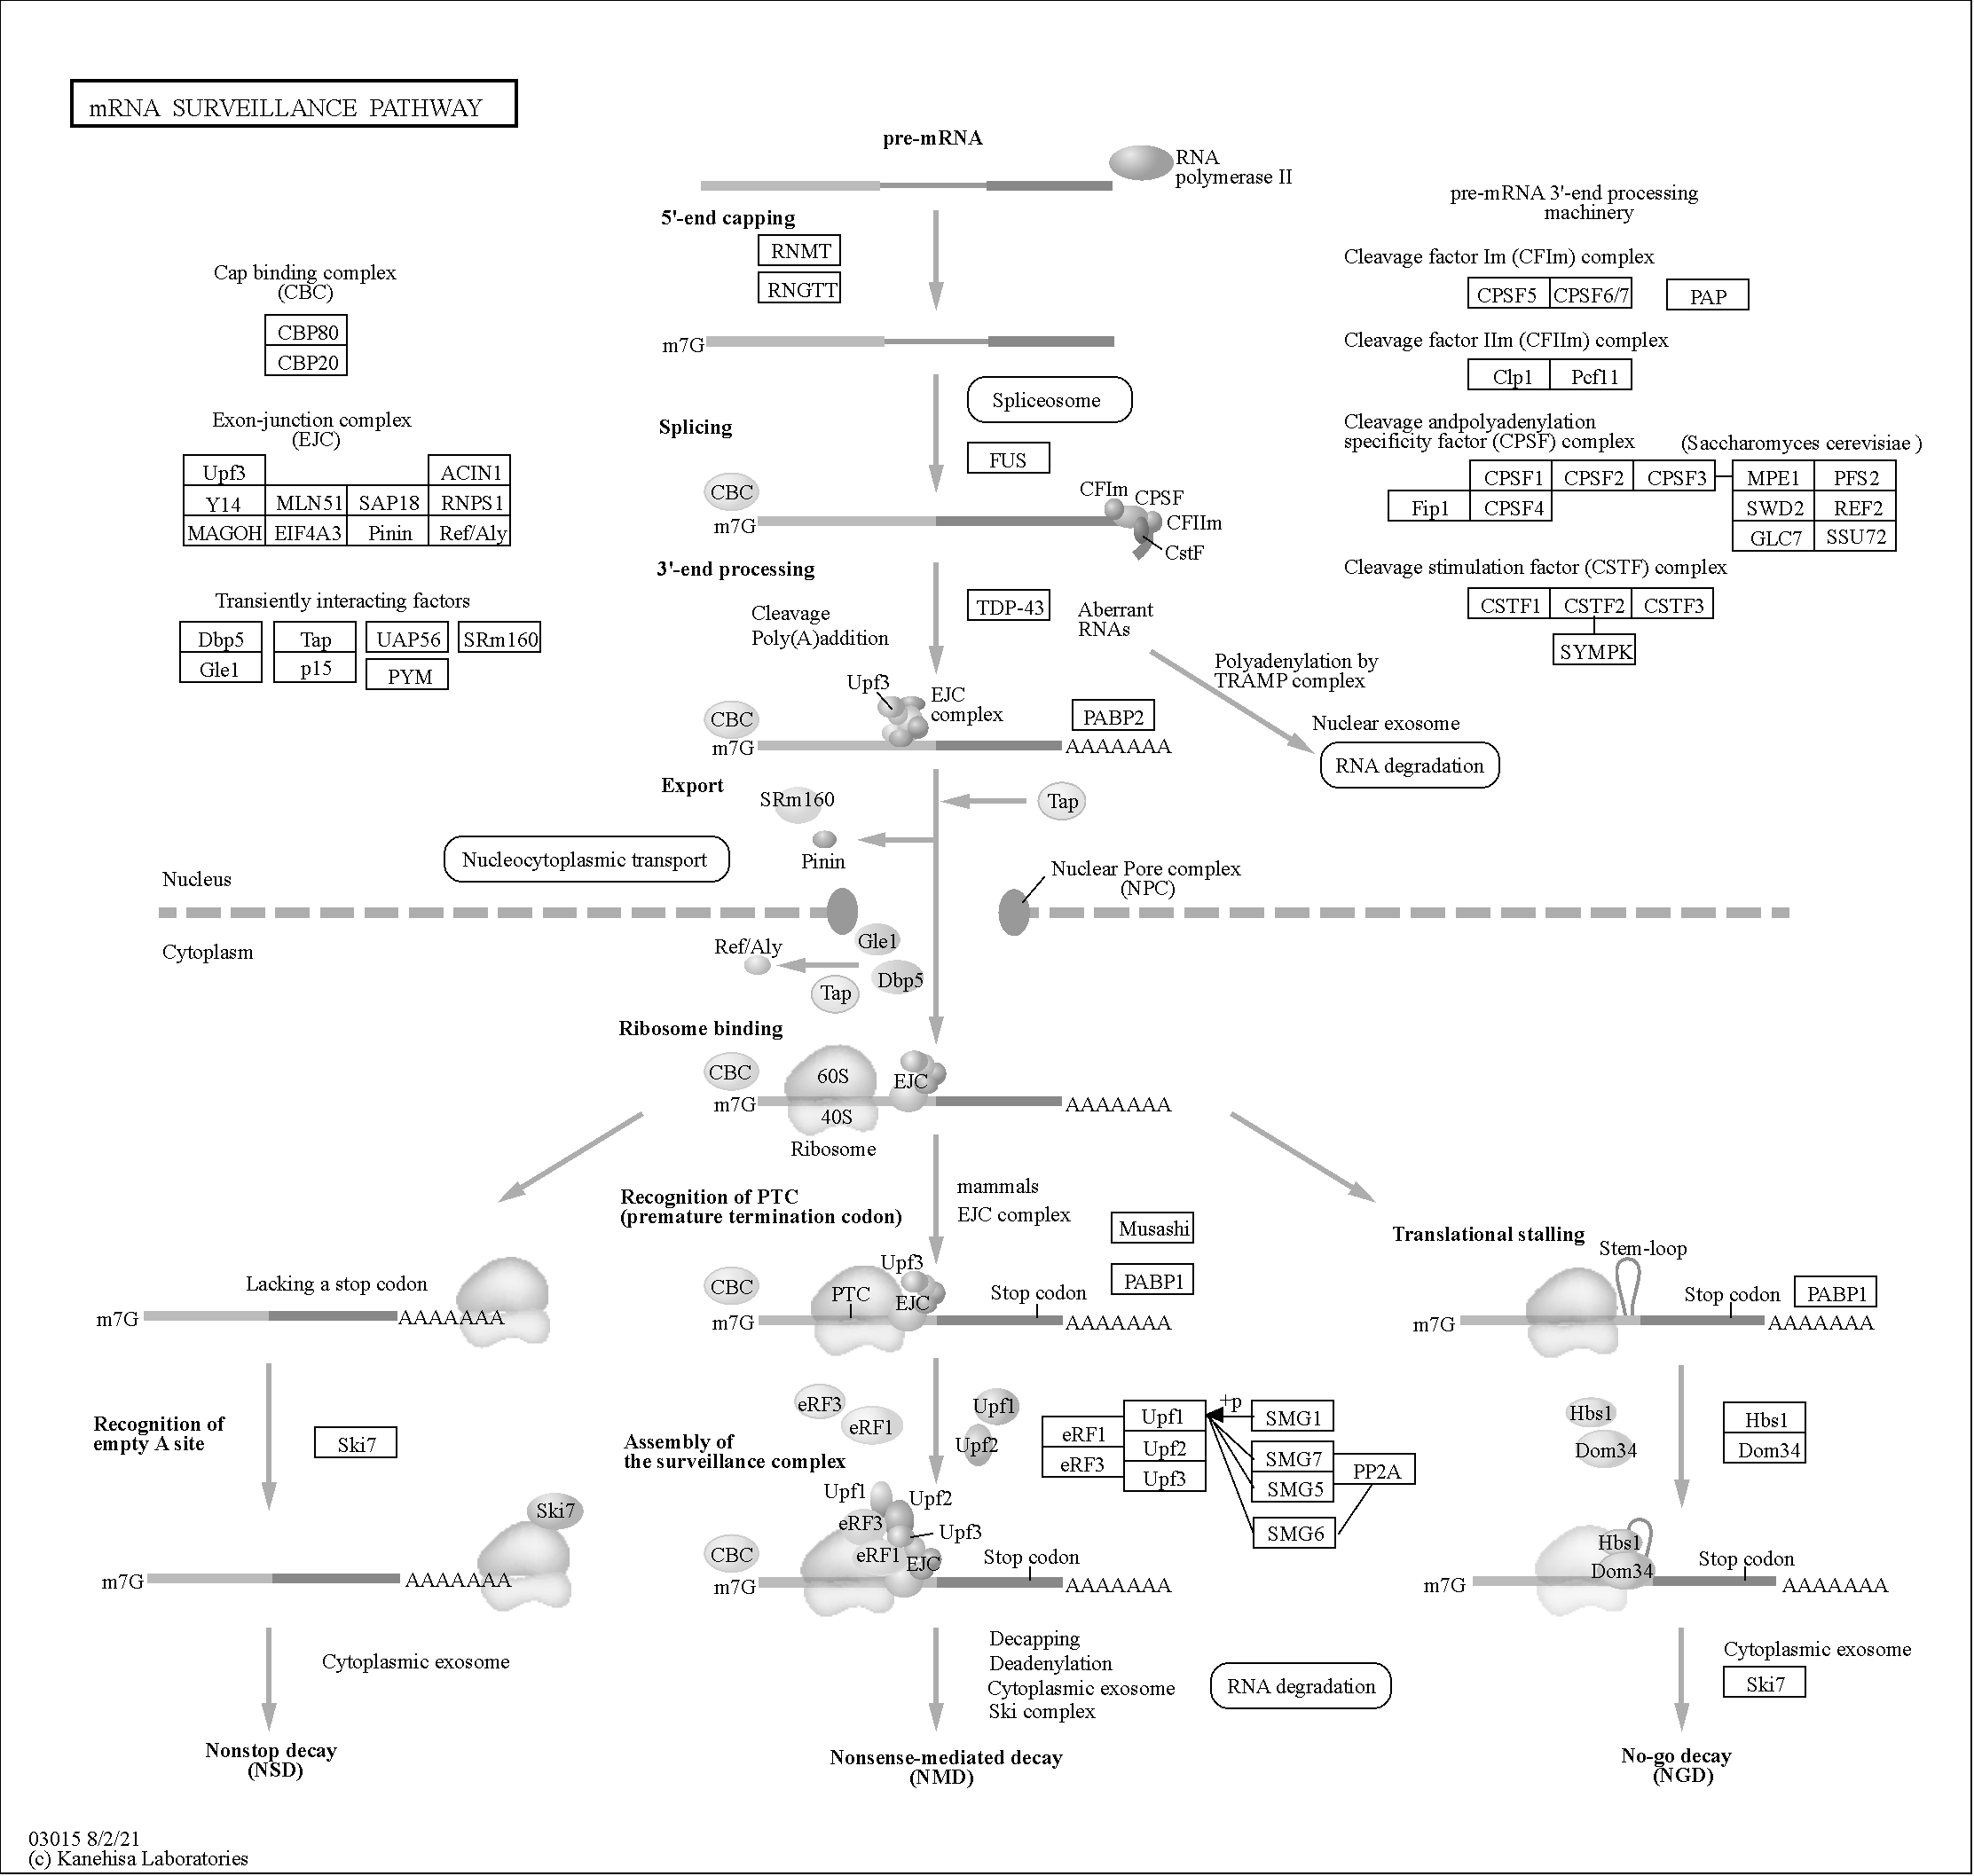 mRNA SURVEILLANCE PATHWAY
pre-mRNA
RNA
polymerase II
5'-end capping
RNMT
RNGTT
m7G
Spliceosome
Splicing
FUS
CBC
m7G
CFIm
CPSF
CFIIm
CstF
3'-end processing
Cleavage
Poly(A)addition
TDP-43
Aberrant
RNAs
Polyadenylation by
TRAMP complex
Nuclear exosome
RNA degradation
Upf3
EJC
complex
PABP2
CBC
m7G
AAAAAAA
Cap binding complex
(CBC)
CBP80
CBP20
Exon-junction complex
(EJC)
Upf3
ACIN1
Y14
MLN51
SAP18
RNPS1
MAGOH
EIF4A3
Pinin
Ref/Aly
Transiently interacting factors
Dbp5
Tap
UAP56
SRm160
Gle1
p15
PYM
pre-mRNA 3'-end processing
machinery
Cleavage factor Im (CFIm) complex
CPSF5
CPSF6/7
PAP
Cleavage factor IIm (CFIIm) complex
Clp1
Pcf11
Cleavage andpolyadenylation
specificity factor (CPSF) complex
(Saccharomyces cerevisiae )
CPSF1
CPSF2
CPSF3
MPE1
PFS2
Fip1
CPSF4
SWD2
REF2
GLC7
SSU72
Cleavage stimulation factor (CSTF) complex
CSTF1
CSTF2
CSTF3
SYMPK
Export
SRm160
Tap
Pinin
Nucleocytoplasmic transport
Nuclear Pore complex
(NPC)
Nucleus
Cytoplasm
Ref/Aly
Gle1
Dbp5
Tap
Ribosome binding
CBC
60S
EJC
m7G
40S
AAAAAAA
Ribosome
Recognition of PTC
(premature termination codon)
mammals
EJC complex
Musashi
PABP1
Upf3
CBC
PTC
EJC
Stop codon
m7G
AAAAAAA
Lacking a stop codon
m7G
AAAAAAA
Recognition of
empty A site
Ski7
Ski7
m7G
AAAAAAA
Cytoplasmic exosome
Nonstop decay
(NSD)
eRF3
eRF1
Upf1
Upf2
Assembly of
the surveillance complex
eRF1
eRF3
Upf1
Upf2
Upf3
+p
SMG1
SMG7
SMG5
PP2A
SMG6
Upf1
Upf2
eRF3
Upf3
eRF1
EJC
CBC
Stop codon
m7G
AAAAAAA
Decapping
Deadenylation
Cytoplasmic exosome
Ski complex
RNA degradation
Nonsense-mediated decay
(NMD)
Translational stalling
Stem-loop
Stop codon
PABP1
m7G
AAAAAAA
Hbs1
Dom34
Hbs1
Dom34
Hbs1
Dom34
Stop codon
m7G
AAAAAAA
Cytoplasmic exosome
Ski7
No-go decay
(NGD)
03015 8/2/21
(c) Kanehisa Laboratories